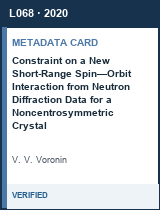 L068 · 2020
METADATA CARD
Constraint on a New
Short-Range Spin—Orbit
Interaction from Neutron
Diffraction Data for a
Noncentrosymmetric
Crystal
V. V. Voronin
VERIFIED